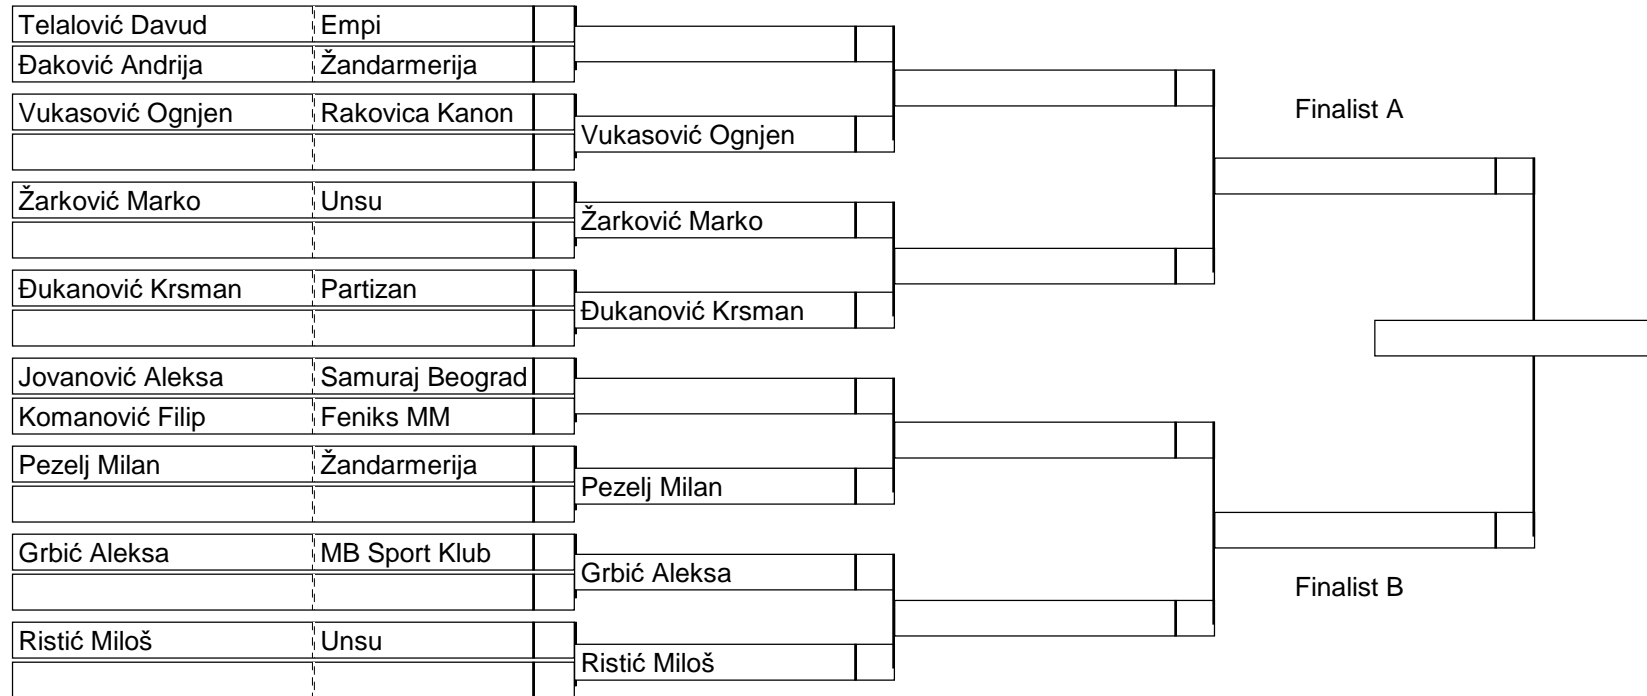 Telalović Davud Empi
Đaković Andrija Žandarmerija
Vukasović Ognjen Rakovica Kanon
Vukasović Ognjen
Žarković Marko Unsu
Žarković Marko
Đukanović Krsman Partizan
Đukanović Krsman
Jovanović Aleksa Samuraj Beograd
Komanović Filip Feniks MM
Pezelj Milan Žandarmerija
Pezelj Milan
Grbić Aleksa MB Sport Klub
Grbić Aleksa
Ristić Miloš Unsu
Ristić Miloš
Finalist A
Finalist B